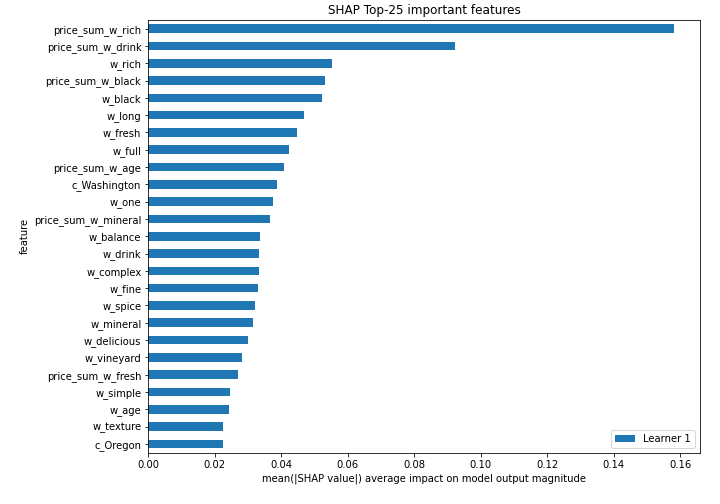 SHAP Top-25 important features
price_sum_w_rich
price_sum_w_drink
w_rich
price_sum_w_black
w_black
w_long
w_fresh
w_full
price_sum_w_age
c_Washington
w_one
price_sum_w_mineral
w_balance
w_drink
w_complex
w_fine
w_spice
w_mineral
w_delicious
w_vineyard
price_sum_w_fresh
w_simple
w_age
w_texture
c_Oregon
feature
Learner 1
0.00 0.02 0.04 0.06 0.08 0.10 0.12 0.14 0.16
mean(|SHAP value|) average impact on model output magnitude